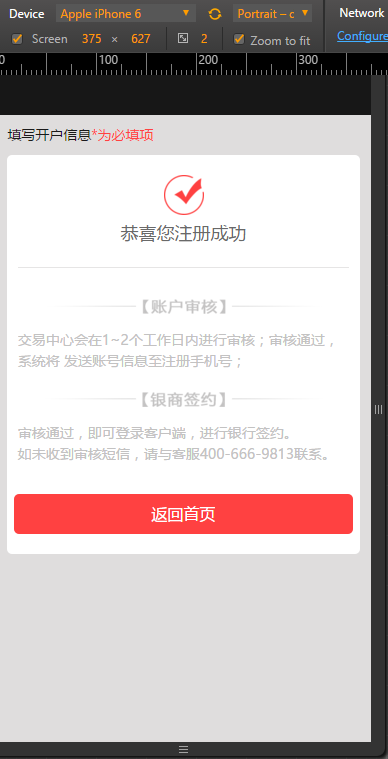 Device Apple iPhone 6 Portrait – c Network
Screen 375 × 627 2 Zoom to fit Configure
0 100 200 300
填写开户信息*为必填项
恭喜您注册成功
【账户审核】
交易中心会在1~2个工作日内进行审核；审核通过，
系统将 发送账号信息至注册手机号；
【银商签约】
审核通过，即可登录客户端，进行银行签约。
如未收到审核短信，请与客服400-666-9813联系。
返回首页